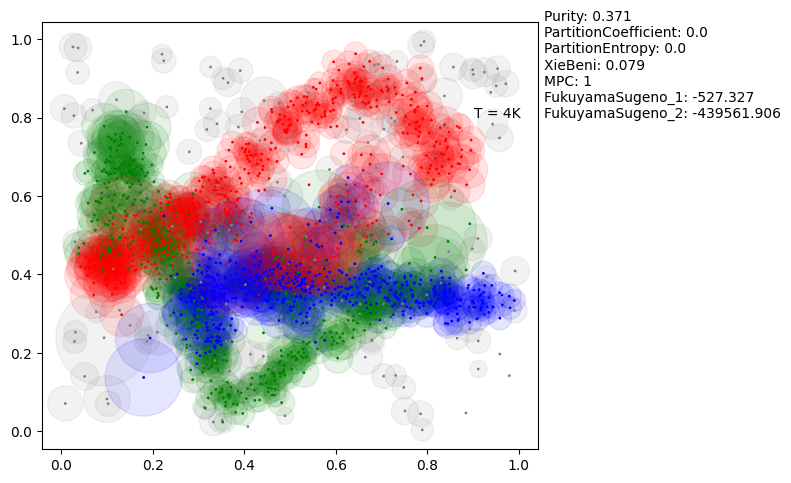 Purity: 0.371
PartitionCoefficient: 0.0
PartitionEntropy: 0.0
XieBeni: 0.079
MPC: 1
FukuyamaSugeno_1: -527.327
FukuyamaSugeno_2: -439561.906
T = 4K
1.0
0.8
0.6
0.4
0.2
0.0
0.0 0.2 0.4 0.6 0.8 1.0